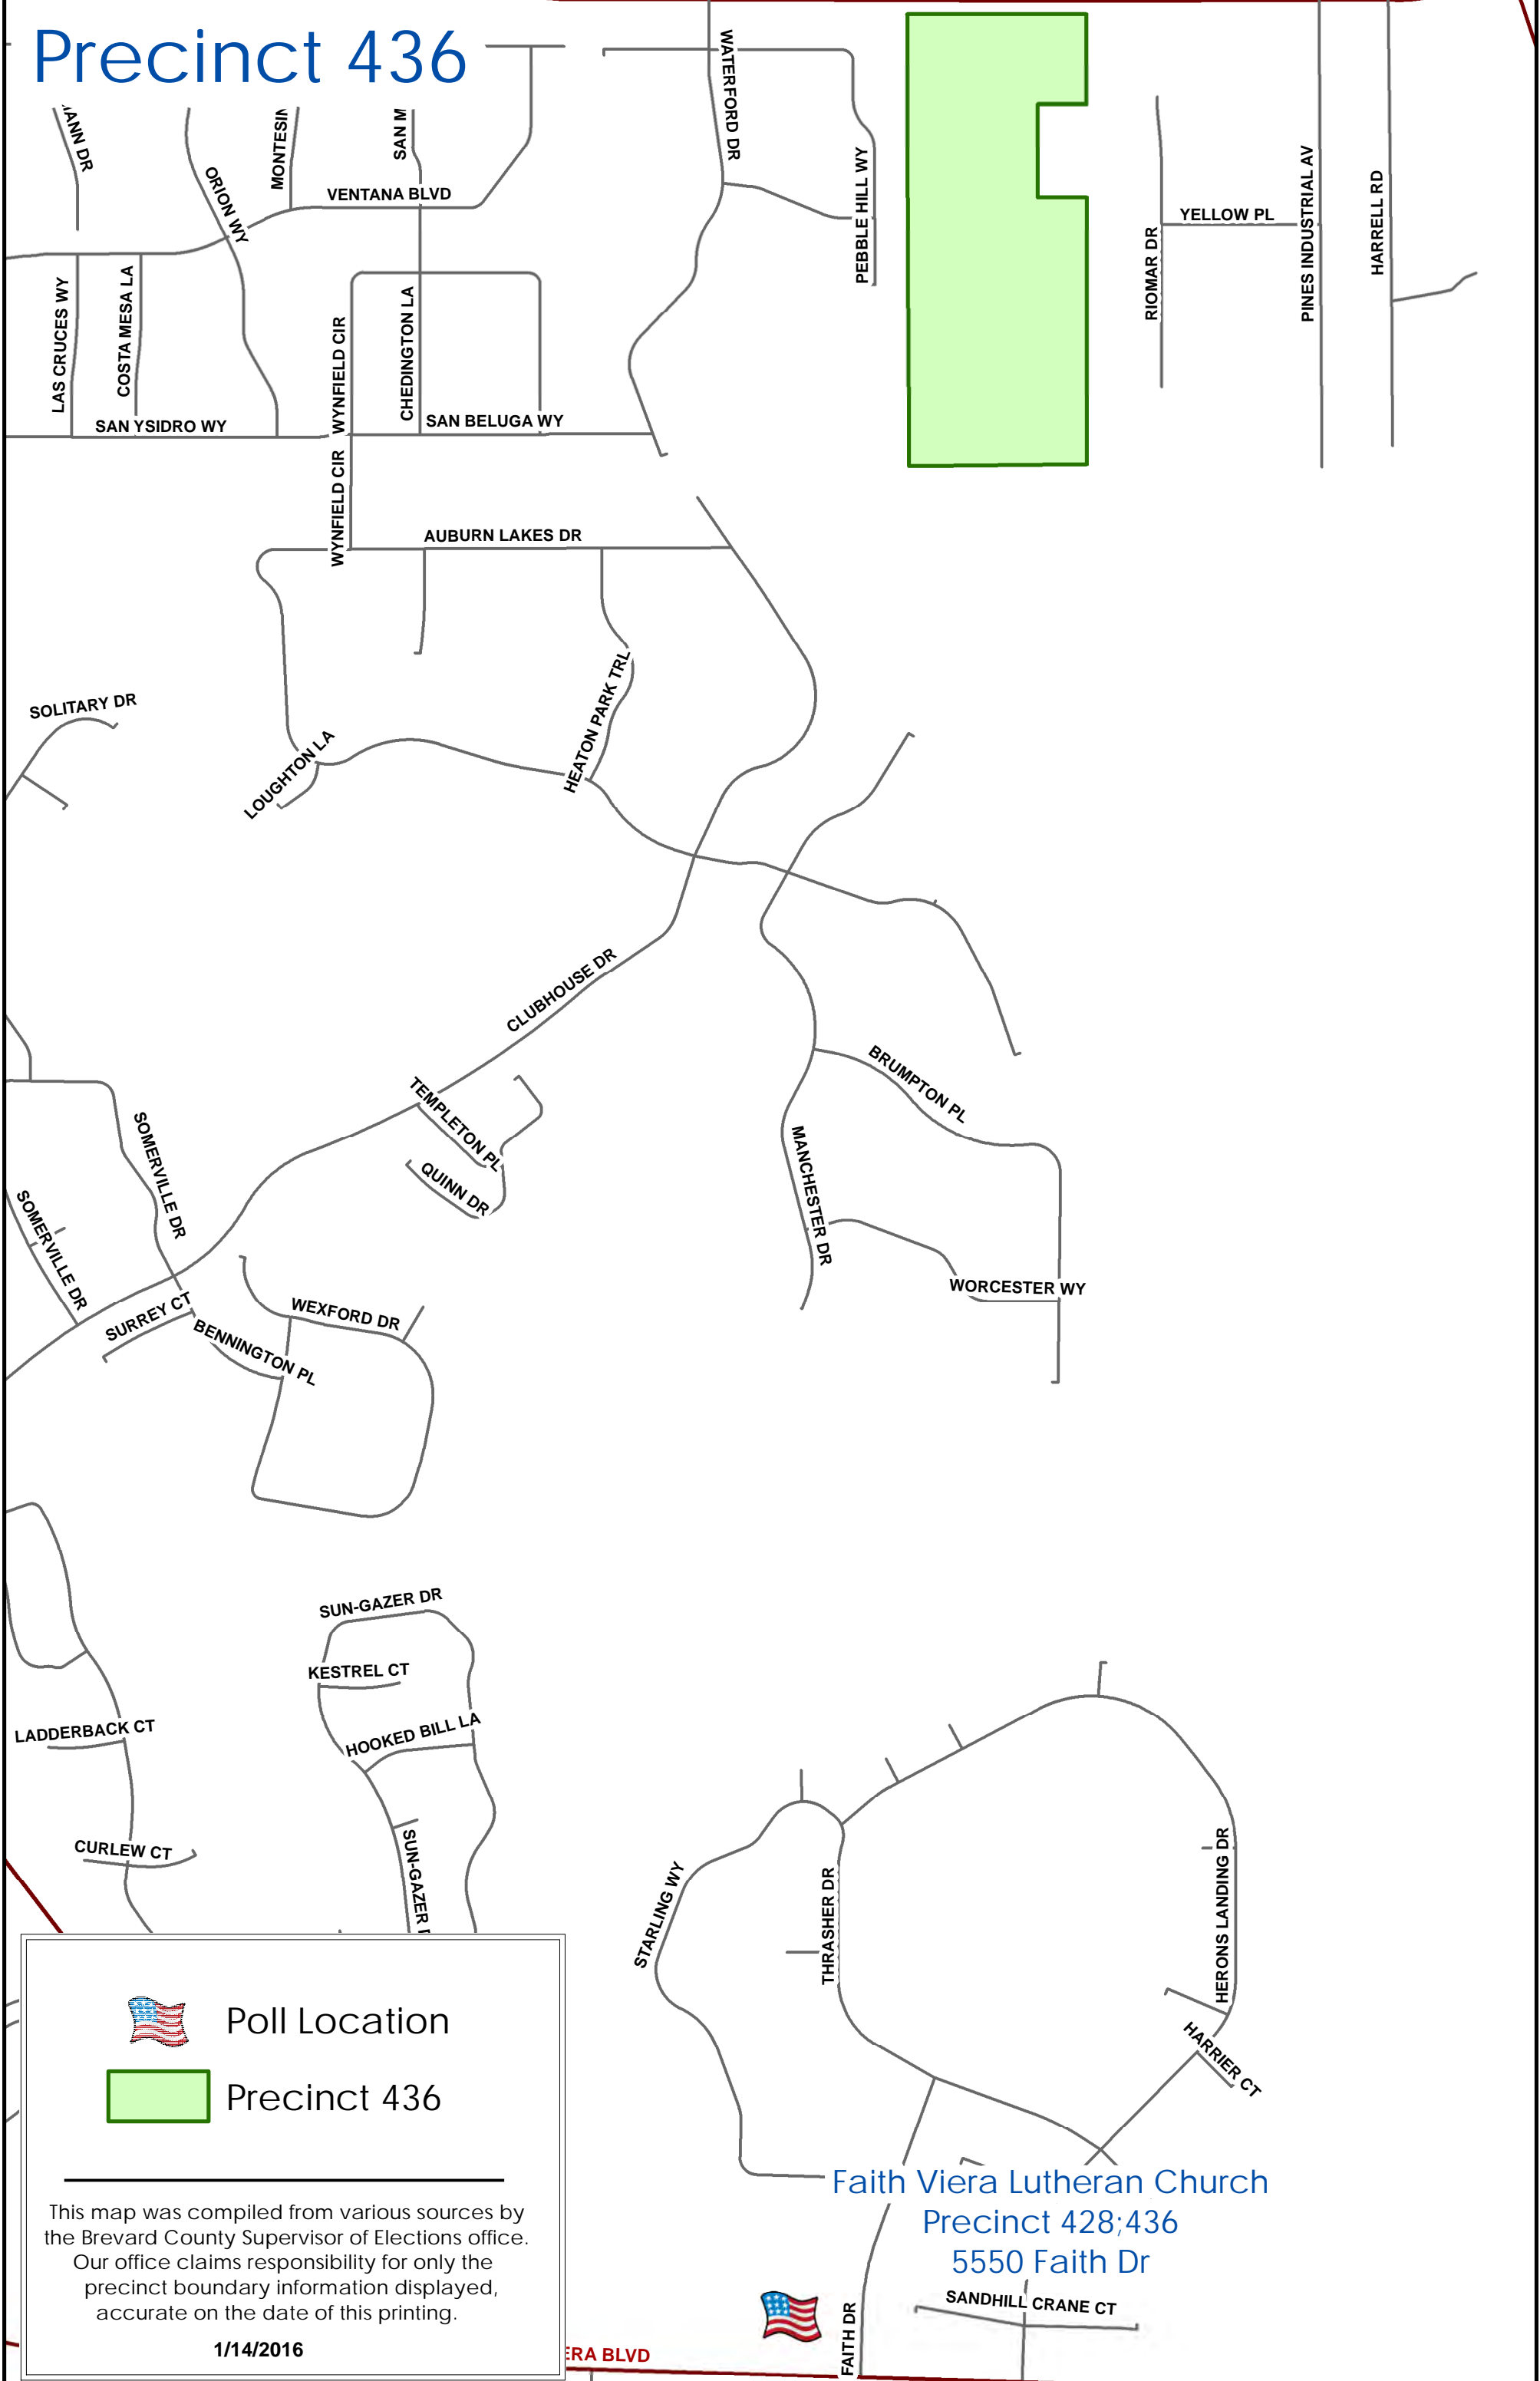 Precinct 436
WATERFORD DR
MONTESIN
SAN M
ORION WY
VENTANA BLVD
PEBBLE HILL WY
YELLOW PL
RIOMAR DR
PINES INDUSTRIAL AV
HARRELL RD
LAS CRUCES WY
COSTA MESA LA
WYNFIELD CIR
CHEDINGTON LA
SAN YSIDRO WY
SAN BELUGA WY
WYNFIELD CIR
AUBURN LAKES DR
SOLITARY DR
HEATON PARK TRL
LOUGHTON LA
CLUBHOUSE DR
BRUMPTON PL
TEMPLETON PL
QUINN DR
SOMERVILLE DR
SOMERVILLE DR
MANCHESTER DR
WORCESTER WY
SURREY CT
WEXFORD DR
BENNINGTON PL
SUN-GAZER DR
KESTREL CT
HOOKED BILL LA
LADDERBACK CT
CURLEW CT
SUN-GAZER
STARLING WY
THRASHER DR
HERONS LANDING DR
HARRIER CT
Poll Location
Precinct 436
This map was compiled from various sources by
the Brevard County Supervisor of Elections office.
Our office claims responsibility for only the
precinct boundary information displayed,
accurate on the date of this printing.
1/14/2016
Faith Viera Lutheran Church
Precinct 428;436
5550 Faith Dr
SANDHILL CRANE CT
FAITH DR
ERA BLVD